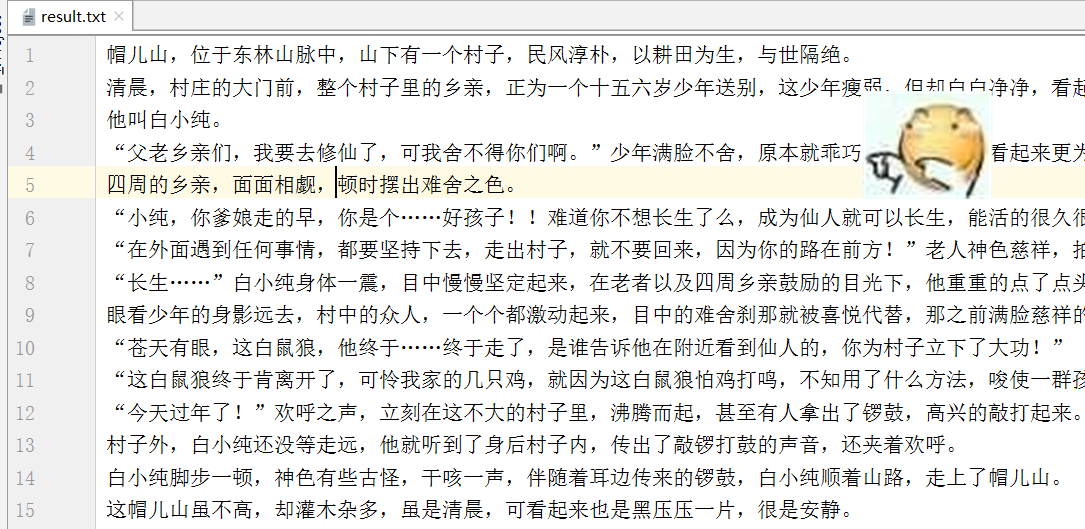 result.txt
1 帽儿山，位于东林山脉中，山下有一个村子，民风淳朴，以耕田为生，与世隔绝。
2 清晨，村庄的大门前，整个村子里的乡亲，正为一个十五六岁少年送别，这少年瘦弱，但却白白净净，看起
3 他叫白小纯。
4 “父老乡亲们，我要去修仙了，可我舍不得你们啊。”少年满脸不舍，原本就乖巧 看起来更为
5 四周的乡亲，面面相觑，顿时摆出难舍之色。
6 “小纯，你爹娘走的早，你是个……好孩子！！难道你不想长生了么，成为仙人就可以长生，能活的很久很
7 “在外面遇到任何事情，都要坚持下去，走出村子，就不要回来，因为你的路在前方！”老人神色慈祥，拍
8 “长生……”白小纯身体一震，目中慢慢坚定起来，在老者以及四周乡亲鼓励的目光下，他重重的点了点头
9 眼看少年的身影远去，村中的众人，一个个都激动起来，目中的难舍刹那就被喜悦代替，那之前满脸慈祥的
10 “苍天有眼，这白鼠狼，他终于……终于走了，是谁告诉他在附近看到仙人的，你为村子立下了大功！”
11 “这白鼠狼终于肯离开了，可怜我家的几只鸡，就因为这白鼠狼怕鸡打鸣，不知用了什么方法，唆使一群孩
12 “今天过年了！”欢呼之声，立刻在这不大的村子里，沸腾而起，甚至有人拿出了锣鼓，高兴的敲打起来。
13 村子外，白小纯还没等走远，他就听到了身后村子内，传出了敲锣打鼓的声音，还夹着欢呼。
14 白小纯脚步一顿，神色有些古怪，干咳一声，伴随着耳边传来的锣鼓，白小纯顺着山路，走上了帽儿山。
15 这帽儿山虽不高，却灌木杂多，虽是清晨，可看起来也是黑压压一片，很是安静。